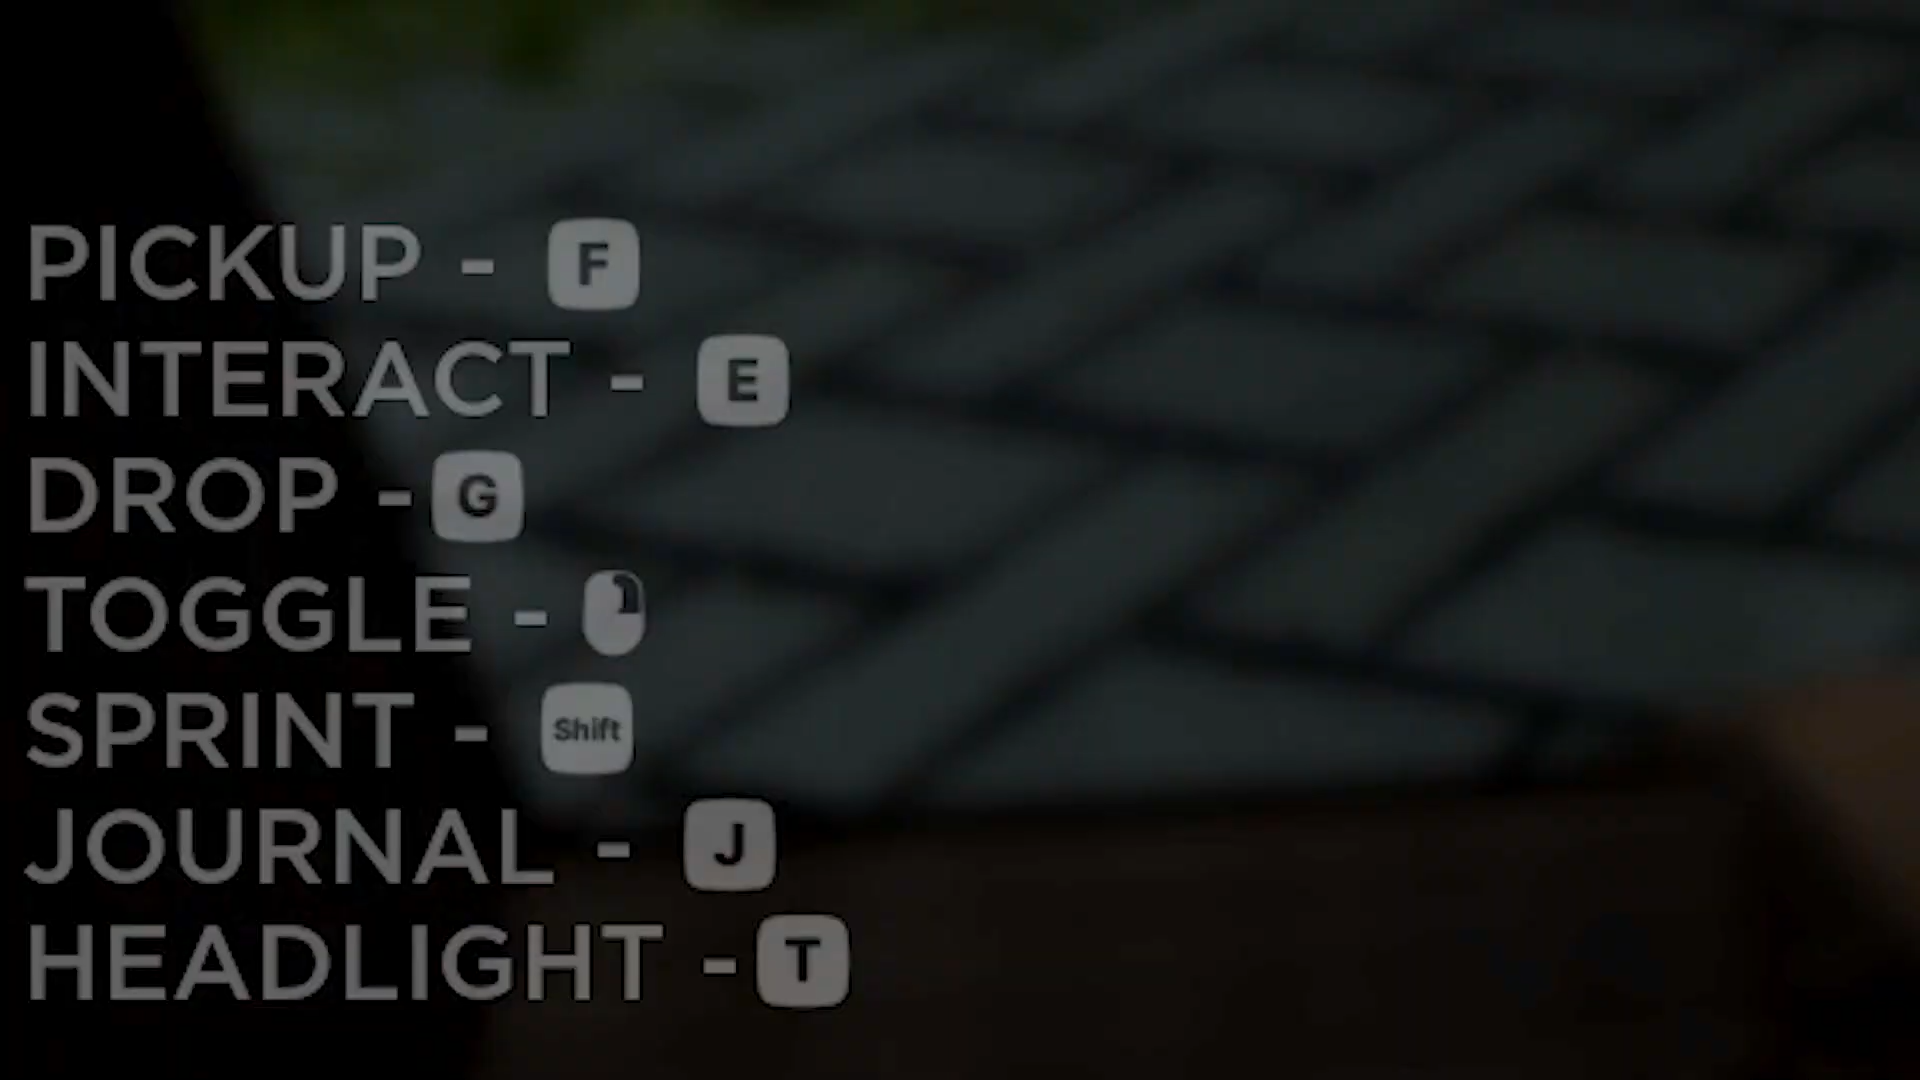 PICKUP - F
INTERACT - E
DROP - G
TOGGLE -
SPRINT - Shift
JOURNAL - J
HEADLIGHT - T